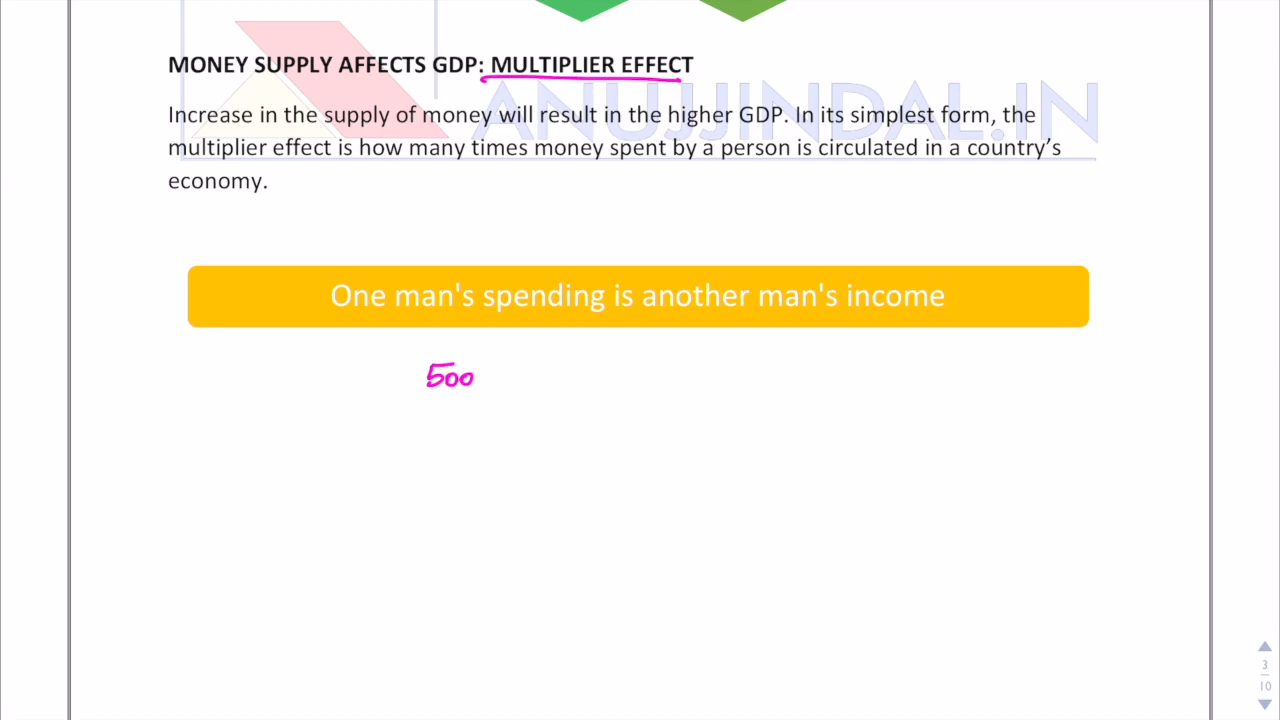 MONEY SUPPLY AFFECTS GDP: MULTIPLIER EFFECT
ANUJJINDAL.IN
Increase in the supply of money will result in the higher GDP. In its simplest form, the
multiplier effect is how many times money spent by a person is circulated in a country’s
economy.
One man's spending is another man's income
500
3
10